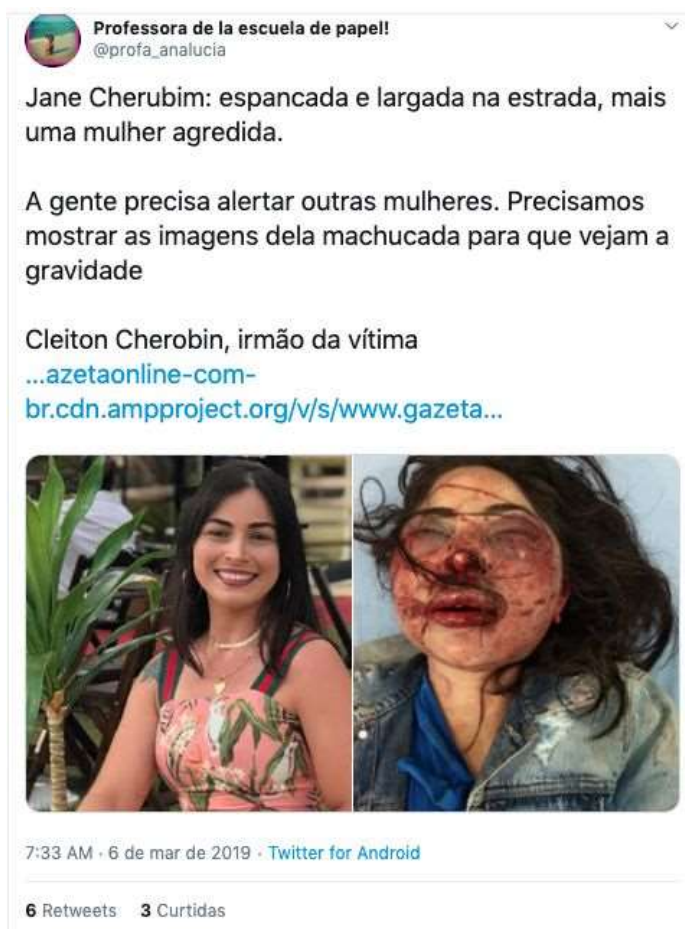 Professora de la escuela de papel!
@profa_analucia
Jane Cherubim: espancada e largada na estrada, mais
uma mulher agredida.
A gente precisa alertar outras mulheres. Precisamos
mostrar as imagens dela machucada para que vejam a
gravidade
Cleiton Cherobin, irmão da vítima
...azetaonline-com-
br.cdn.ampproject.org/v/s/www.gazeta...
7:33 AM · 6 de mar de 2019 · Twitter for Android
6 Retweets 3 Curtidas